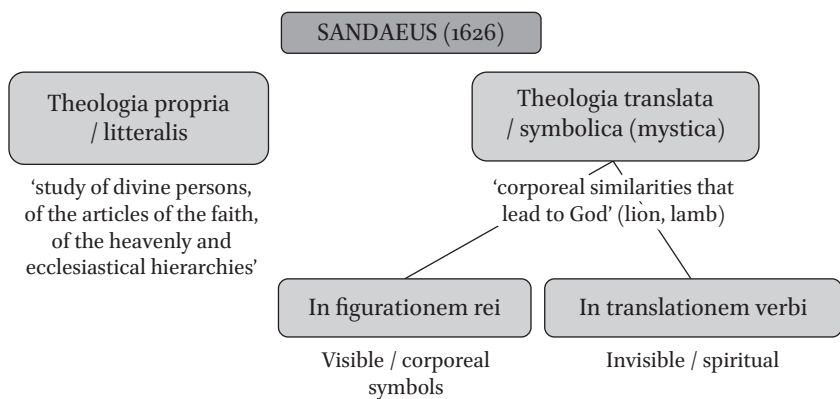 SANDAEUS (1626)
Theologia propria
/ litteralis
‘study of divine persons,
of the articles of the faith,
of the heavenly and
ecclesiastical hierarchies’
Theologia translata
/ symbolica (mystica)
‘corporeal similarities that
lead to God’ (lion, lamb)
In figurationem rei
Visible / corporeal
symbols
In translationem verbi
Invisible / spiritual